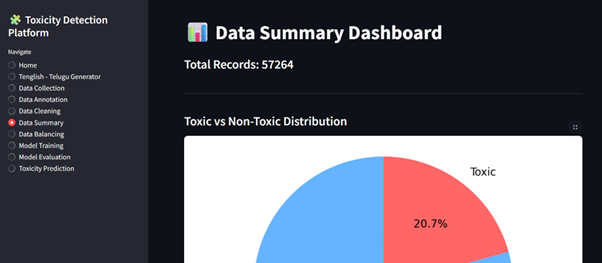 🧩 Toxicity Detection
Platform
Navigate
Home
Tenglish - Telugu Generator
Data Collection
Data Annotation
Data Cleaning
Data Summary
Data Balancing
Model Training
Model Evaluation
Toxicity Prediction
📊 Data Summary Dashboard
Total Records: 57264
Toxic vs Non-Toxic Distribution
Toxic
20.7%